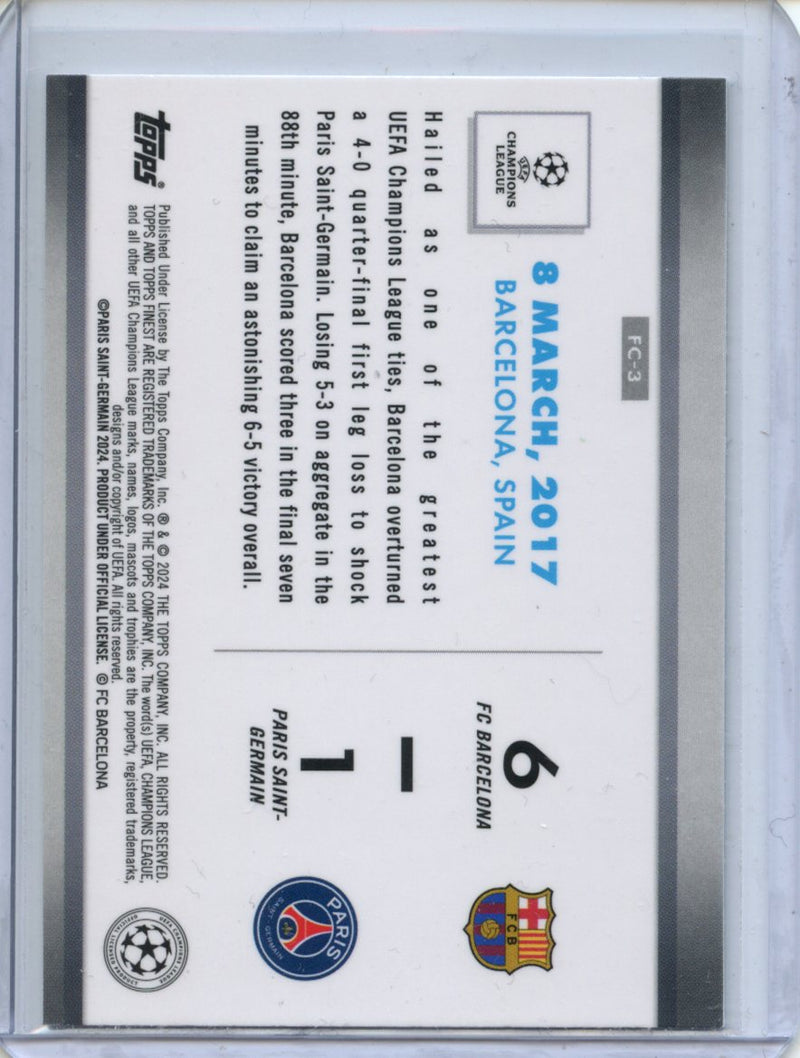 FC-3
UEFA
CHAMPIONS
LEAGUE
8 MARCH, 2017
BARCELONA, SPAIN
Hailed as one of the greatest
UEFA Champions League ties, Barcelona overturned
a 4-0 quarter-final first leg loss to shock
Paris Saint-Germain. Losing 5-3 on aggregate in the
88th minute, Barcelona scored three in the final seven
minutes to claim an astonishing 6-5 victory overall.
6
FC BARCELONA
–
1
PARIS SAINT-
GERMAIN
FCB
PARIS
SAINT-GERMAIN
topps®
Published Under License by The Topps Company, Inc. ® & © 2024 THE TOPPS COMPANY, INC. ALL RIGHTS RESERVED.
TOPPS AND TOPPS FINEST ARE REGISTERED TRADEMARKS OF THE TOPPS COMPANY, INC. The word(s) UEFA, CHAMPIONS LEAGUE,
and all other UEFA Champions League marks, names, logos, mascots and trophies are the property, registered trademarks,
designs and/or copyright of UEFA. All rights reserved.
©PARIS SAINT-GERMAIN 2024. PRODUCT UNDER OFFICIAL LICENSE. © FC BARCELONA
UEFA CHAMPIONS LEAGUE
OFFICIAL LICENSED PRODUCT